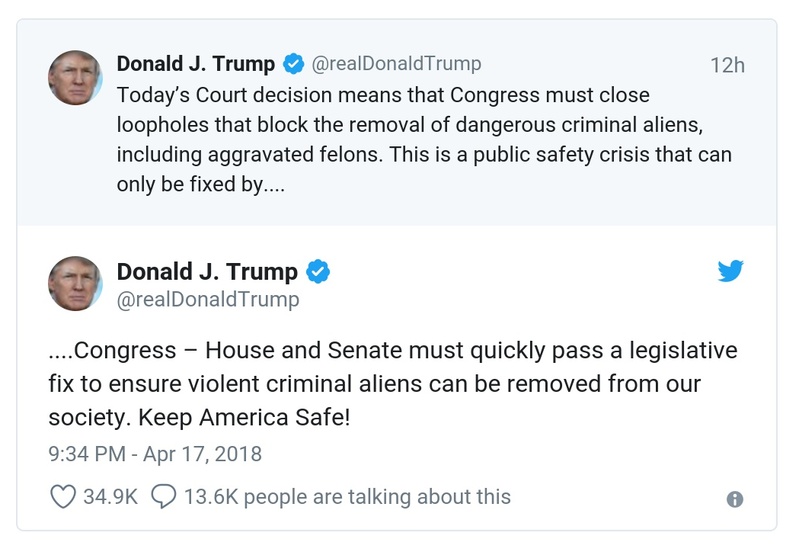 Donald J. Trump @realDonaldTrump 12h
Today’s Court decision means that Congress must close
loopholes that block the removal of dangerous criminal aliens,
including aggravated felons. This is a public safety crisis that can
only be fixed by....
Donald J. Trump
@realDonaldTrump
....Congress – House and Senate must quickly pass a legislative
fix to ensure violent criminal aliens can be removed from our
society. Keep America Safe!
9:34 PM - Apr 17, 2018
34.9K 13.6K people are talking about this